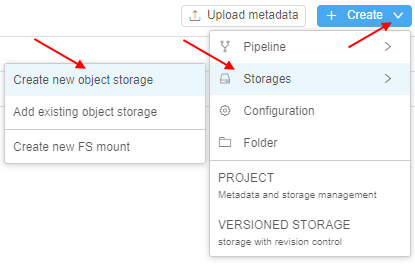 Upload metadata
+ Create
Pipeline
Create new object storage
Storages
Add existing object storage
Configuration
Create new FS mount
Folder
PROJECT
Metadata and storage management
VERSIONED STORAGE
storage with revision control